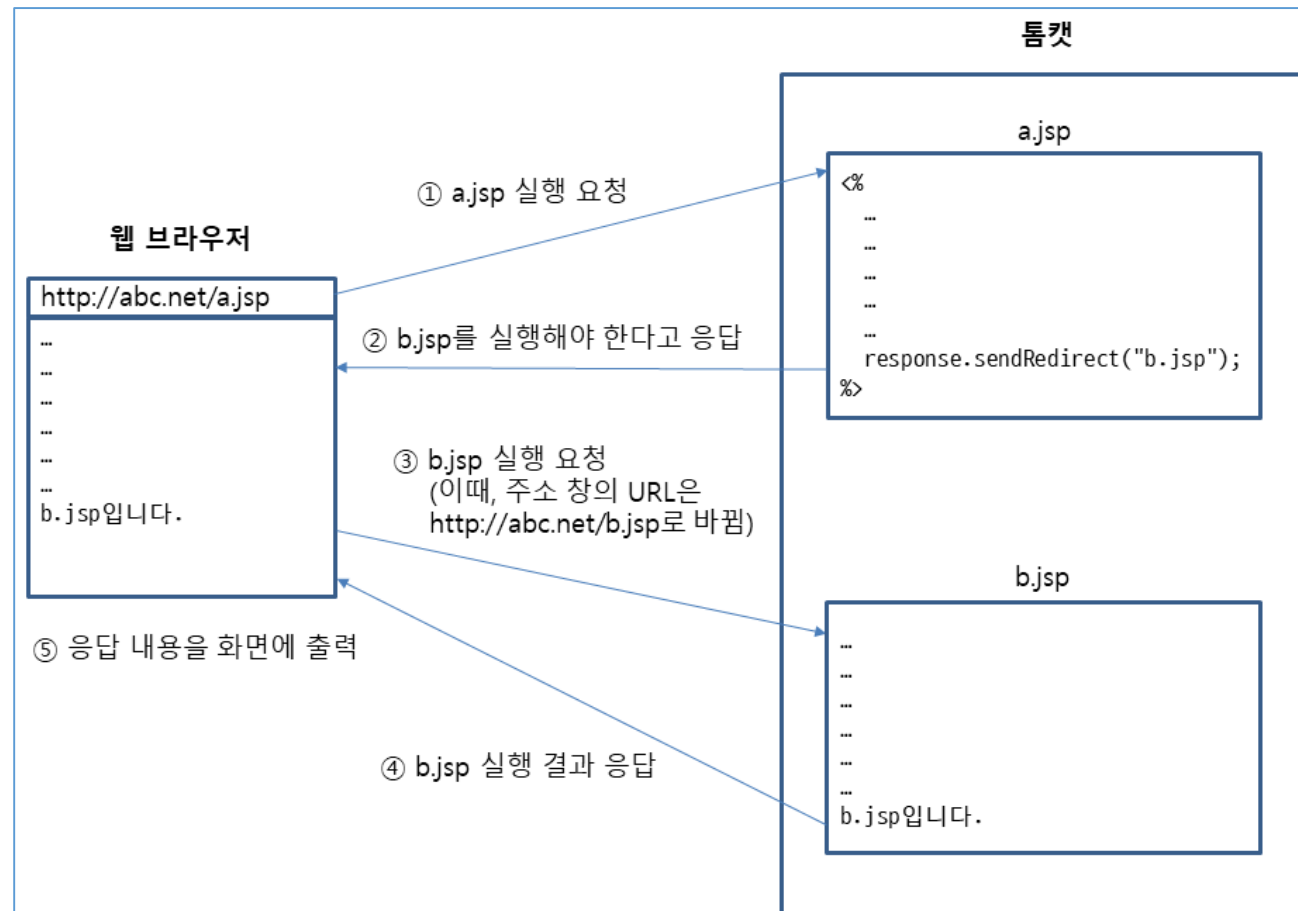 톰캣
a.jsp
<%
…
…
…
…
…
response.sendRedirect("b.jsp");
%>
① a.jsp 실행 요청
웹 브라우저
http://abc.net/a.jsp
…
…
…
…
…
…
b.jsp입니다.
② b.jsp를 실행해야 한다고 응답
③ b.jsp 실행 요청
(이때, 주소 창의 URL은
http://abc.net/b.jsp로 바뀜)
b.jsp
…
…
…
…
…
…
b.jsp입니다.
④ b.jsp 실행 결과 응답
⑤ 응답 내용을 화면에 출력